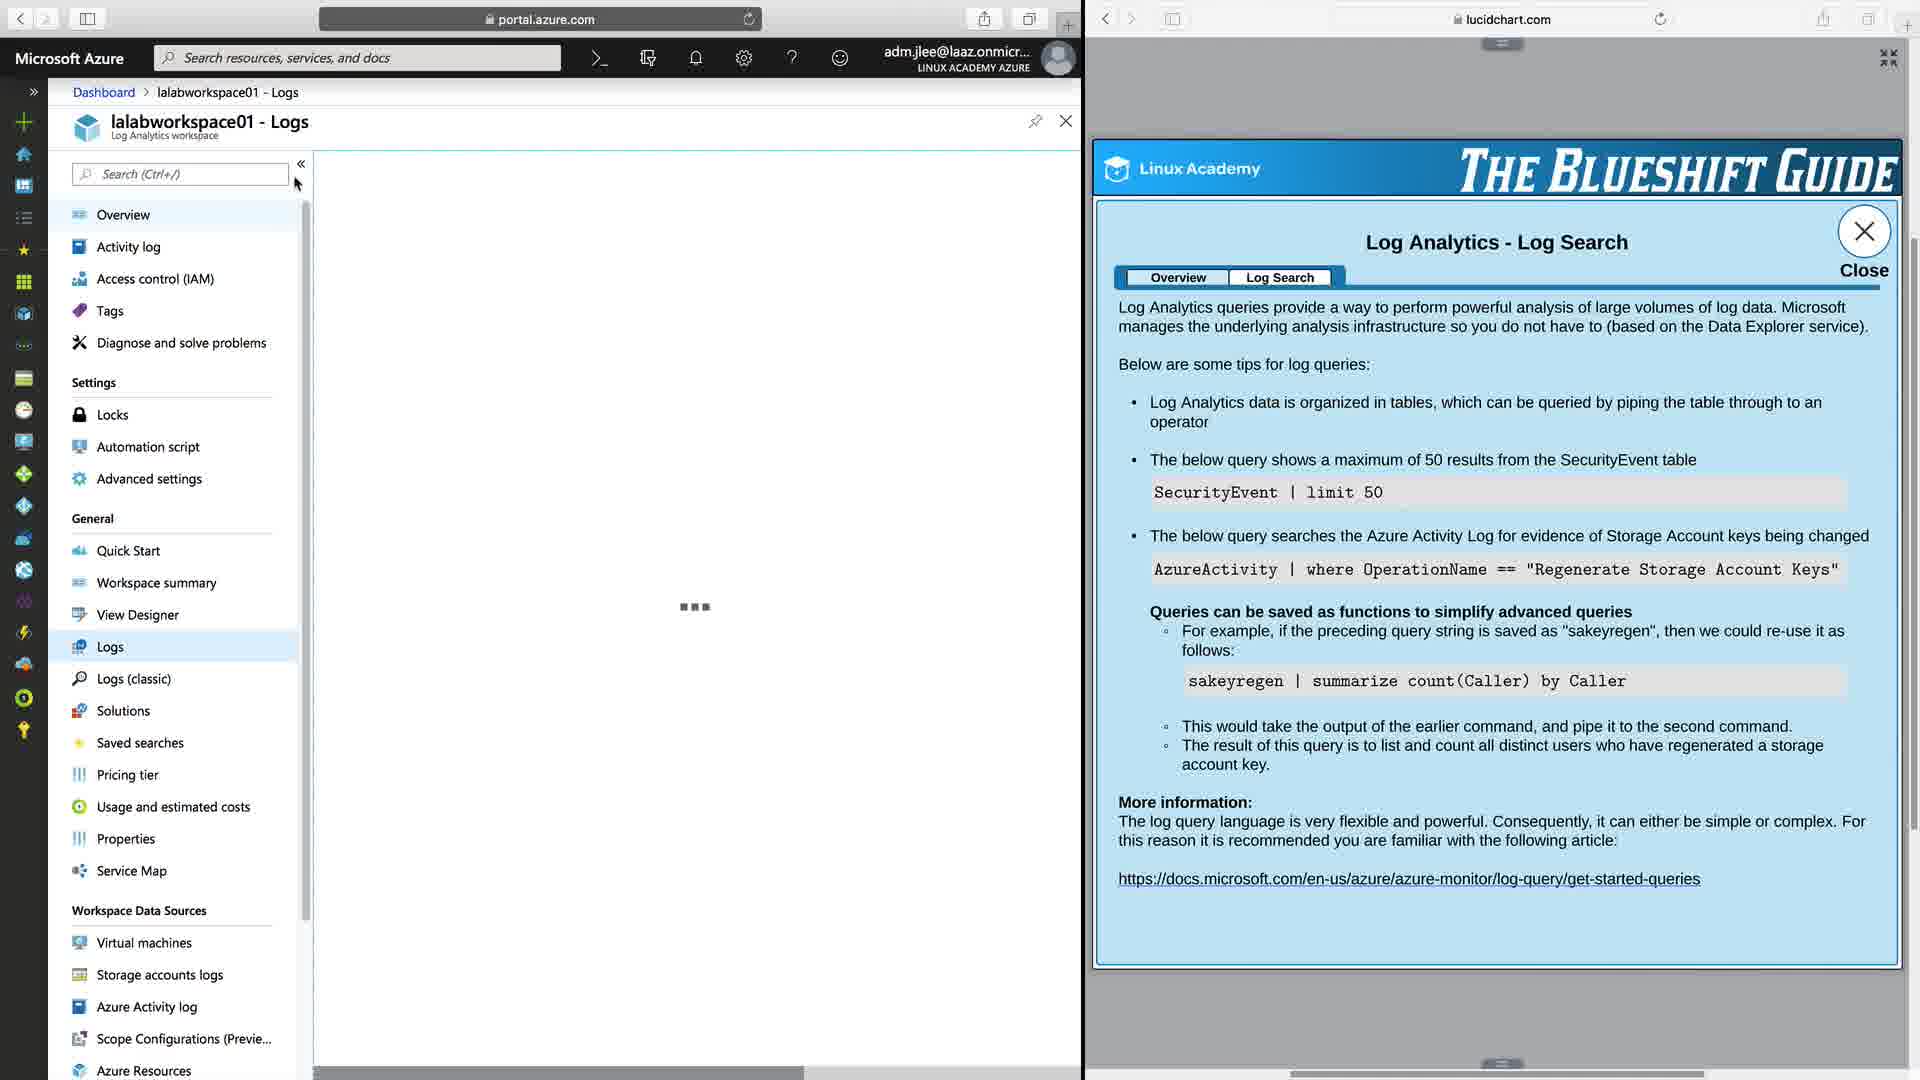 portal.azure.com
lucidchart.com
Microsoft Azure
Search resources, services, and docs
adm.jlee@laaz.onmicr...
LINUX ACADEMY AZURE
Dashboard > lalabworkspace01 - Logs
lalabworkspace01 - Logs
Log Analytics workspace
Search (Ctrl+/)
Overview
Activity log
Access control (IAM)
Tags
Diagnose and solve problems
Settings
Locks
Automation script
Advanced settings
General
Quick Start
Workspace summary
View Designer
Logs
Logs (classic)
Solutions
Saved searches
Pricing tier
Usage and estimated costs
Properties
Service Map
Workspace Data Sources
Virtual machines
Storage accounts logs
Azure Activity log
Scope Configurations (Previe...
Azure Resources
Linux Academy
THE BLUESHIFT GUIDE
Log Analytics - Log Search
Close
Overview
Log Search
Log Analytics queries provide a way to perform powerful analysis of large volumes of log data. Microsoft
manages the underlying analysis infrastructure so you do not have to (based on the Data Explorer service).
Below are some tips for log queries:
• Log Analytics data is organized in tables, which can be queried by piping the table through to an
operator
• The below query shows a maximum of 50 results from the SecurityEvent table
SecurityEvent | limit 50
• The below query searches the Azure Activity Log for evidence of Storage Account keys being changed
AzureActivity | where OperationName == "Regenerate Storage Account Keys"
Queries can be saved as functions to simplify advanced queries
◦ For example, if the preceding query string is saved as "sakeyregen", then we could re-use it as
follows:
sakeyregen | summarize count(Caller) by Caller
◦ This would take the output of the earlier command, and pipe it to the second command.
◦ The result of this query is to list and count all distinct users who have regenerated a storage
account key.
More information:
The log query language is very flexible and powerful. Consequently, it can either be simple or complex. For
this reason it is recommended you are familiar with the following article:
https://docs.microsoft.com/en-us/azure/azure-monitor/log-query/get-started-queries